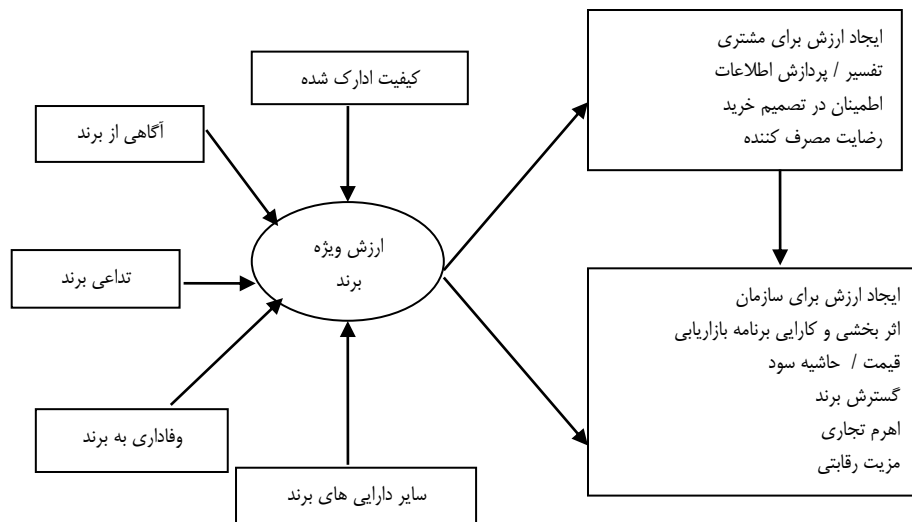 کیفیت ادارک شده
آگاهی از برند
تداعی برند
وفاداری به برند
سایر دارایی های برند
ارزش ویژه
برند
ایجاد ارزش برای مشتری
تفسیر / پردازش اطلاعات
اطمینان در تصمیم خرید
رضایت مصرف کننده
ایجاد ارزش برای سازمان
اثر بخشی و کارایی برنامه بازاریابی
قیمت / حاشیه سود
گسترش برند
اهرم تجاری
مزیت رقابتی